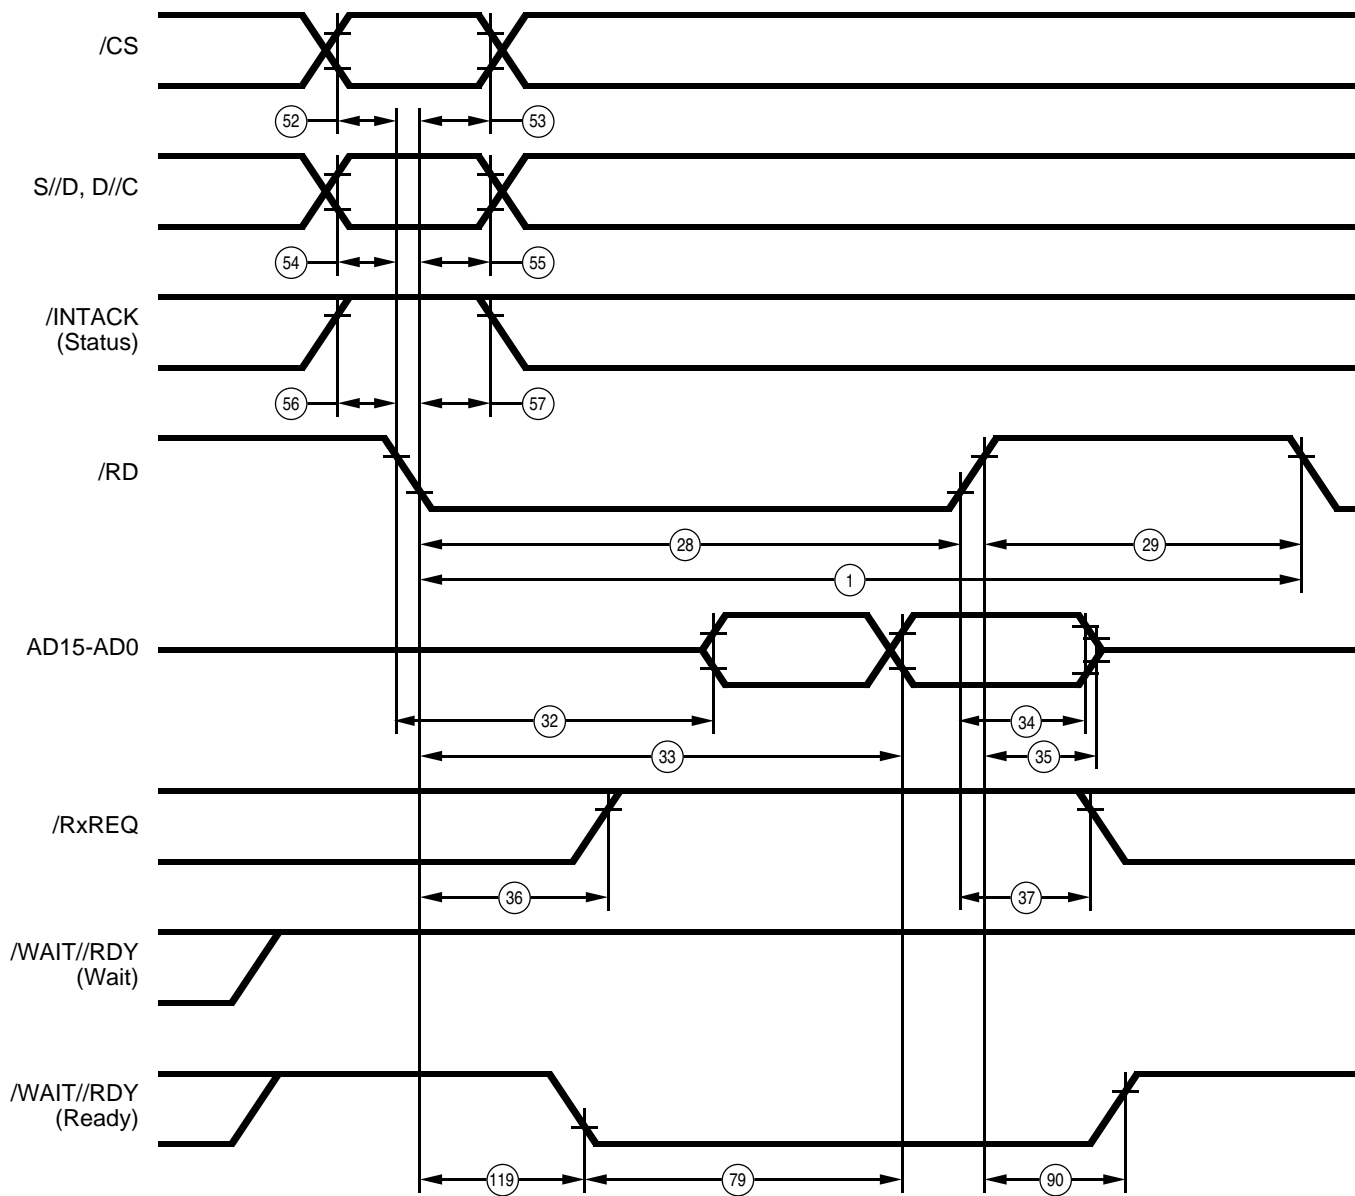 /CS
52
53
S//D, D//C
54
55
/INTACK
(Status)
56
57
/RD
28
29
1
AD15-AD0
32
34
33
35
/RxREQ
36
37
/WAIT//RDY
(Wait)
/WAIT//RDY
(Ready)
119
79
90